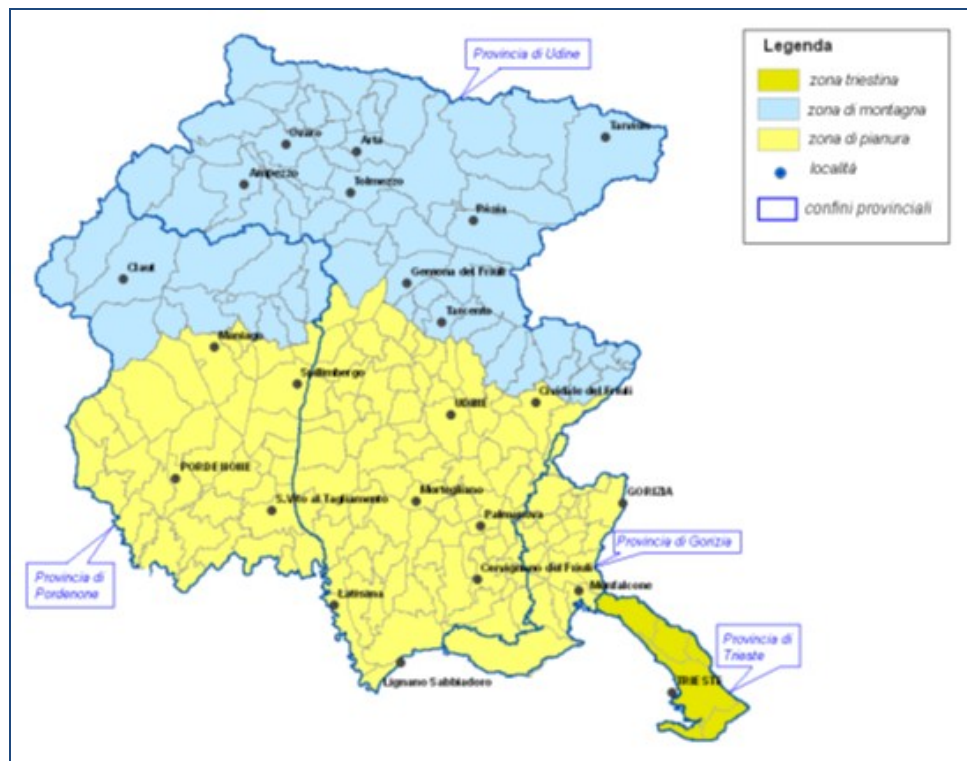 Provincia di Udine
Legenda
zona triestina
zona di montagna
zona di pianura
località
confini provinciali
Ovaro
Arta
Tarvisio
Ampezzo
Tolmezzo
Résia
Claut
Gemona del Friuli
Tarcento
Maniago
Spilimbergo
Cividale del Friuli
UDINE
PORDENONE
Mortegliano
S.Vito al Tagliamento
Palmanova
GORIZIA
Provincia di Gorizia
Provincia di
Pordenone
Cervignano del Friuli
Monfalcone
Latisana
Provincia di
Trieste
Lignano Sabbiadoro
TRIESTE